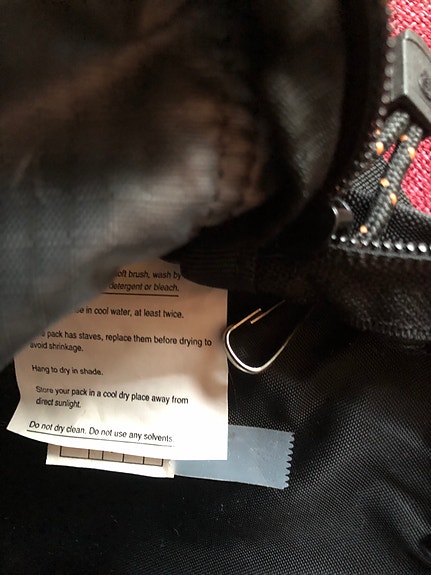 soft brush, wash by
detergent or bleach.
in cool water, at least twice.
pack has staves, replace them before drying to
avoid shrinkage.
Hang to dry in shade.
Store your pack in a cool dry place away from
direct sunlight.
Do not dry clean. Do not use any solvents